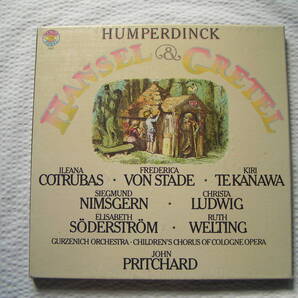 HUMPERDINCK
HANSEL & GRETEL
ILEANA FREDERICA KIRI
COTRUBAS · VON STADE · TE KANAWA
SIEGMUND CHRISTA
NIMSGERN · LUDWIG
ELISABETH RUTH
SÖDERSTRÖM · WELTING
GURZENICH ORCHESTRA · CHILDREN'S CHORUS OF COLOGNE OPERA
JOHN
PRITCHARD